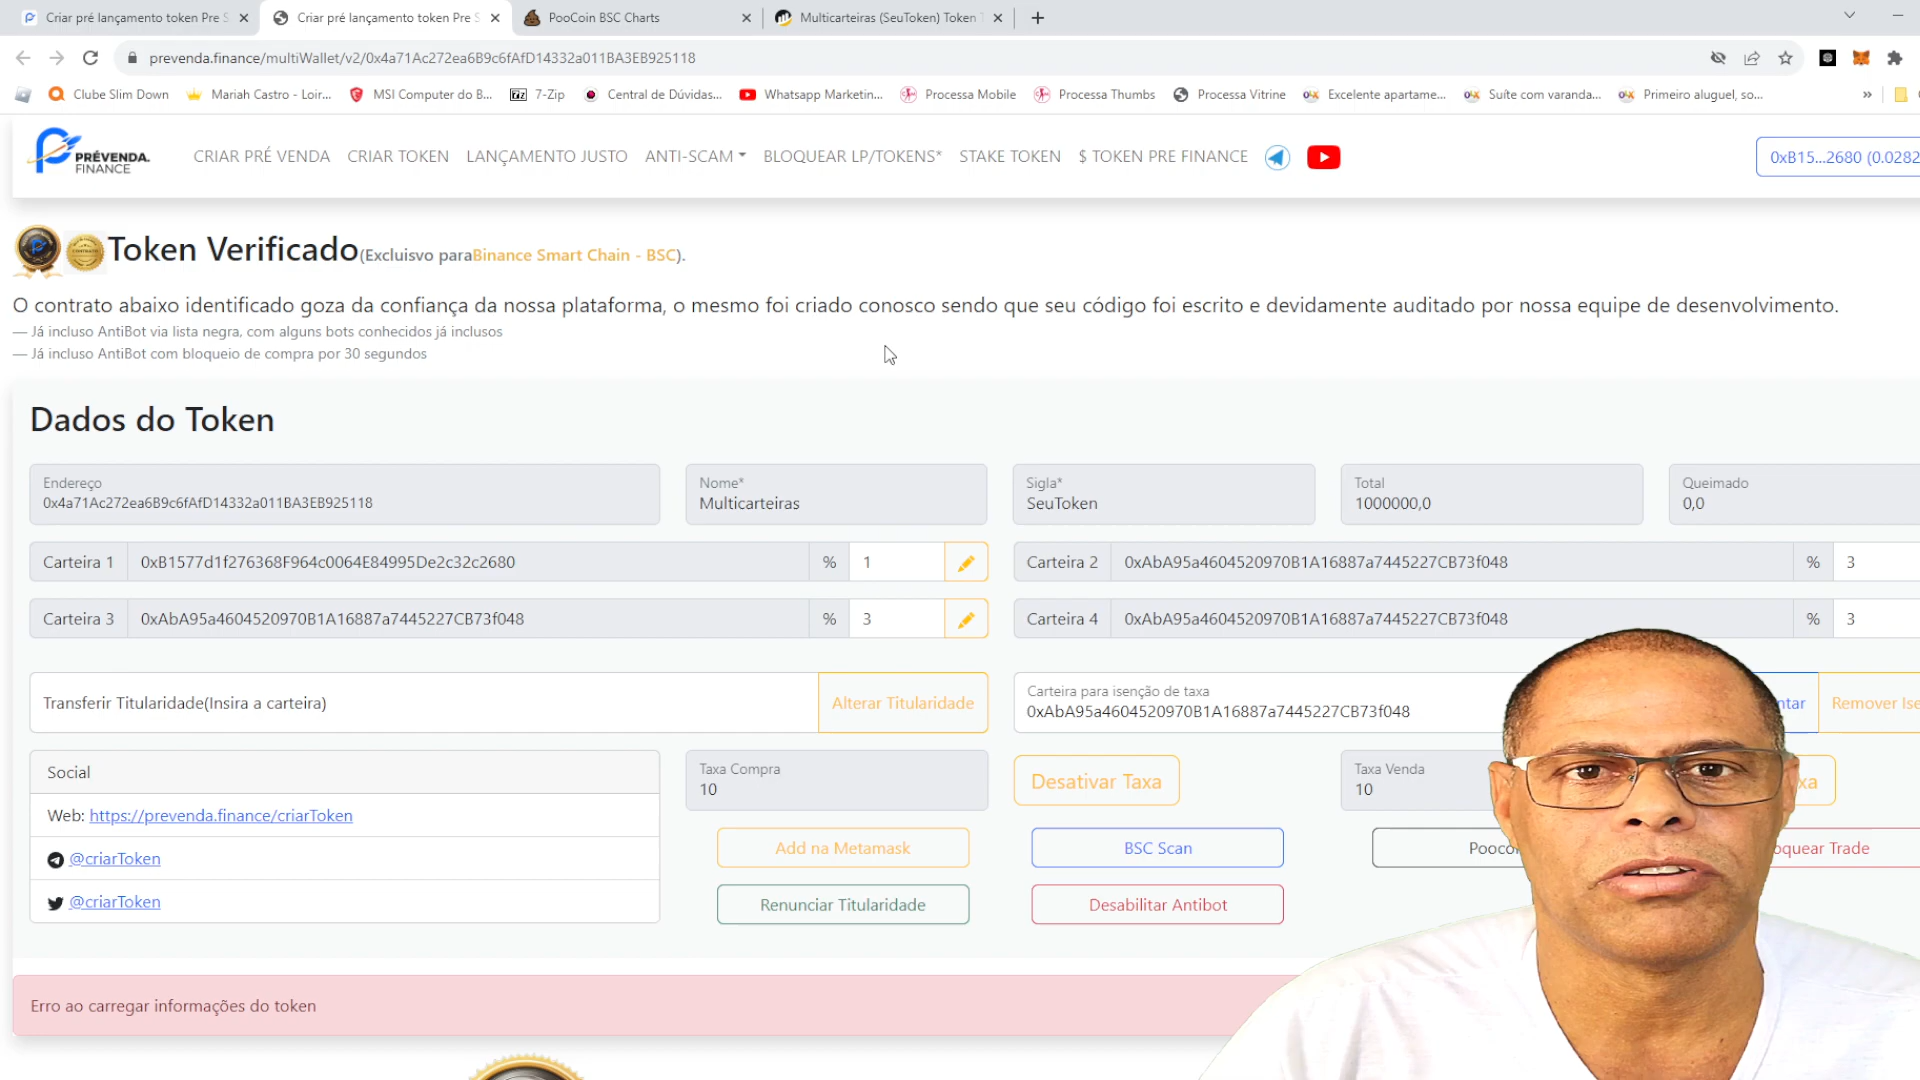 Criar pré lançamento token Pre S
Criar pré lançamento token Pre S
PooCoin BSC Charts
Multicarteiras (SeuToken) Token
prevenda.finance/multiWallet/v2/0x4a71Ac272ea6B9c6fAfD14332a011BA3EB925118
Clube Slim Down
Mariah Castro - Loir...
MSI Computer do B...
7-Zip
Central de Dúvidas...
Whatsapp Marketin...
Processa Mobile
Processa Thumbs
Processa Vitrine
Excelente apartame...
Suíte com varanda...
Primeiro aluguel, so...
»
PRÉVENDA.
FINANCE
CRIAR PRÉ VENDA
CRIAR TOKEN
LANÇAMENTO JUSTO
ANTI-SCAM
BLOQUEAR LP/TOKENS*
STAKE TOKEN
$ TOKEN PRE FINANCE
0xB15...2680 (0.0282
Token Verificado(Excluisvo paraBinance Smart Chain - BSC).
O contrato abaixo identificado goza da confiança da nossa plataforma, o mesmo foi criado conosco sendo que seu código foi escrito e devidamente auditado por nossa equipe de desenvolvimento.
— Já incluso AntiBot via lista negra, com alguns bots conhecidos já inclusos
— Já incluso AntiBot com bloqueio de compra por 30 segundos
Dados do Token
Endereço
0x4a71Ac272ea6B9c6fAfD14332a011BA3EB925118
Nome*
Multicarteiras
Sigla*
SeuToken
Total
1000000,0
Queimado
0,0
Carteira 1
0xB1577d1f276368F964c0064E84995De2c32c2680
%
1
Carteira 2
0xAbA95a4604520970B1A16887a7445227CB73f048
%
3
Carteira 3
0xAbA95a4604520970B1A16887a7445227CB73f048
%
3
Carteira 4
0xAbA95a4604520970B1A16887a7445227CB73f048
%
3
Transferir Titularidade(Insira a carteira)
Alterar Titularidade
Carteira para isenção de taxa
0xAbA95a4604520970B1A16887a7445227CB73f048
ntar
Remover Ise
Social
Web: https://prevenda.finance/criarToken
@criarToken
@criarToken
Taxa Compra
10
Desativar Taxa
Taxa Venda
10
xa
Add na Metamask
BSC Scan
Pooco
oquear Trade
Renunciar Titularidade
Desabilitar Antibot
Erro ao carregar informações do token